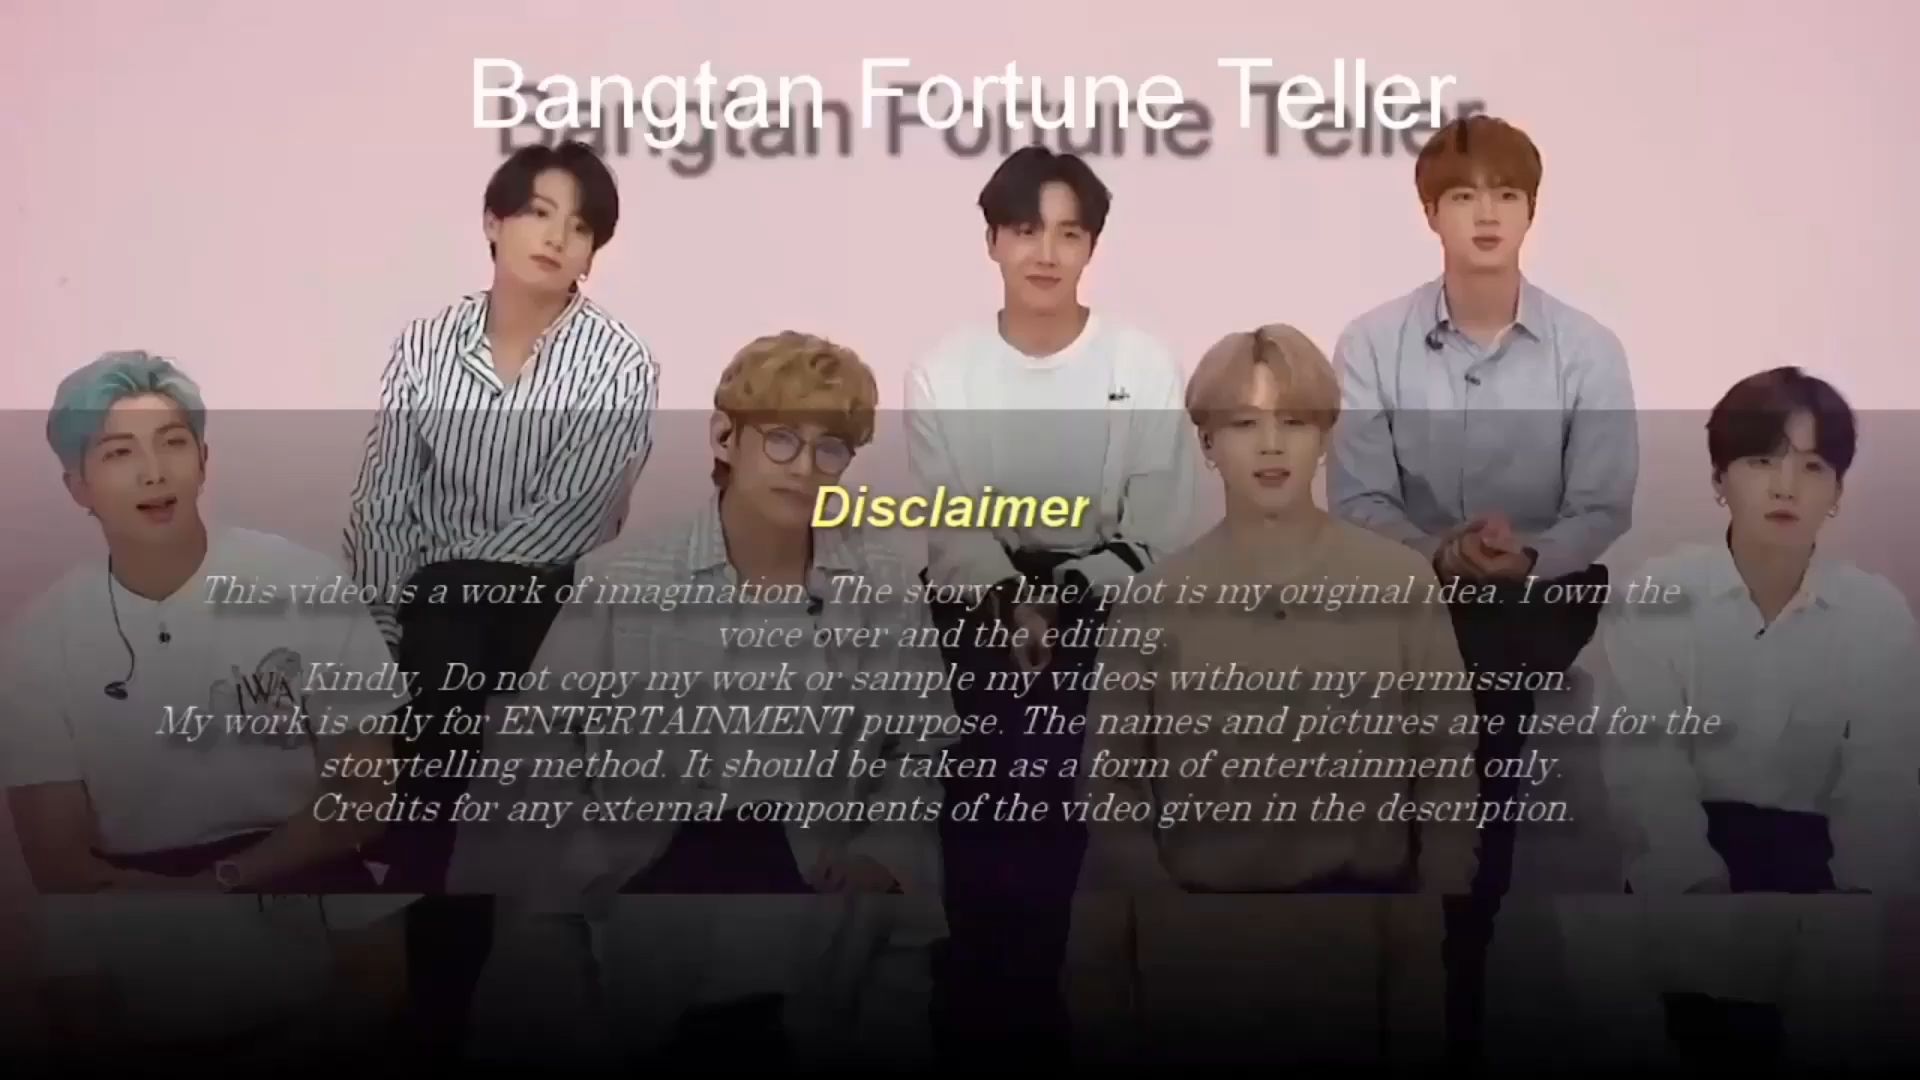 Bangtan Fortune Teller
Disclaimer
This video is a work of imagination. The story- line/ plot is my original idea. I own the
voice over and the editing.
Kindly, Do not copy my work or sample my videos without my permission.
My work is only for ENTERTAINMENT purpose. The names and pictures are used for the
storytelling method. It should be taken as a form of entertainment only.
Credits for any external components of the video given in the description.